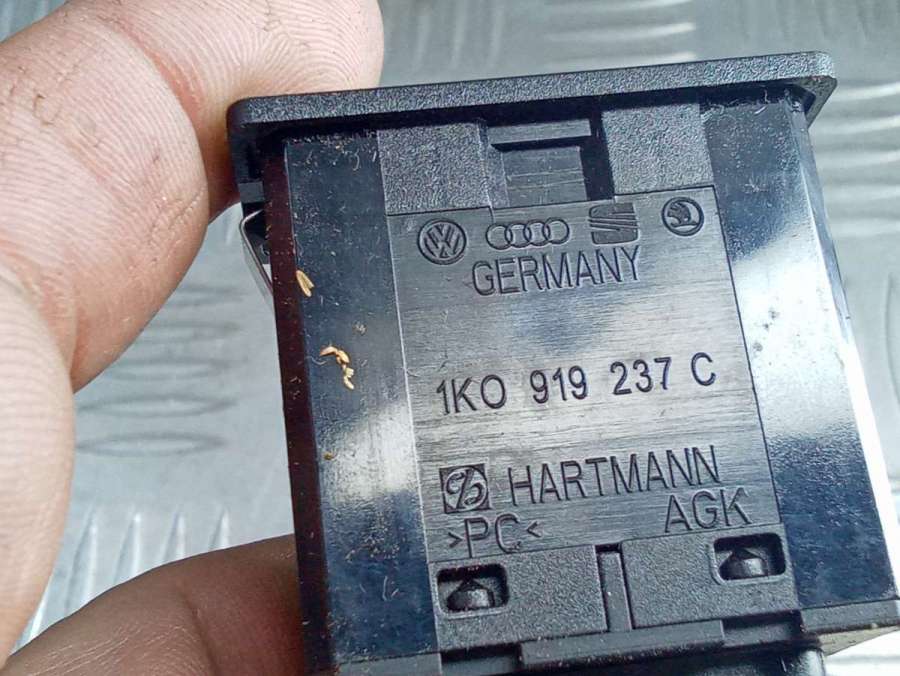 GERMANY
1KO 919 237 C
HARTMANN
>PC< AGK